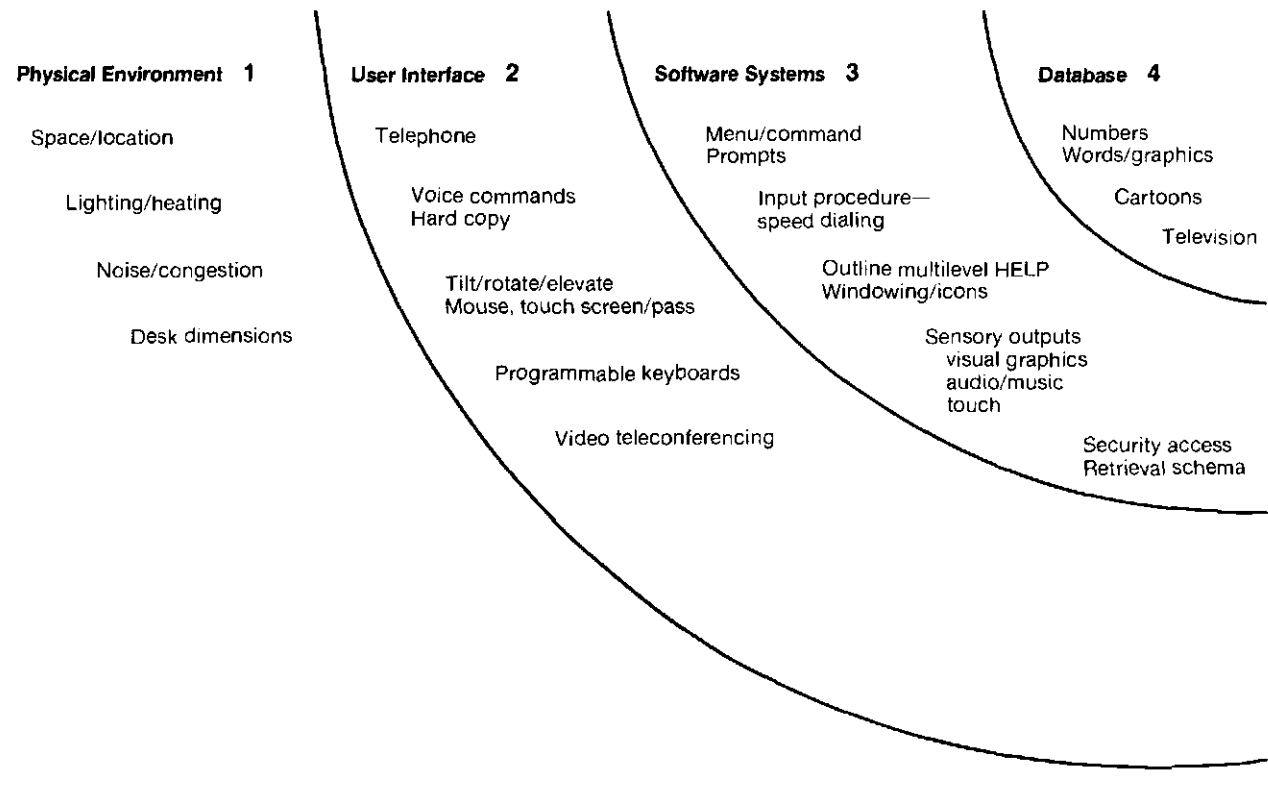 Physical Environment 1
Space/location
Lighting/heating
Noise/congestion
Desk dimensions
User Interface 2
Telephone
Voice commands
Hard copy
Tilt/rotate/elevate
Mouse, touch screen/pass
Programmable keyboards
Video teleconferencing
Software Systems 3
Menu/command
Prompts
Input procedure—
speed dialing
Outline multilevel HELP
Windowing/icons
Sensory outputs
visual graphics
audio/music
touch
Security access
Retrieval schema
Database 4
Numbers
Words/graphics
Cartoons
Television